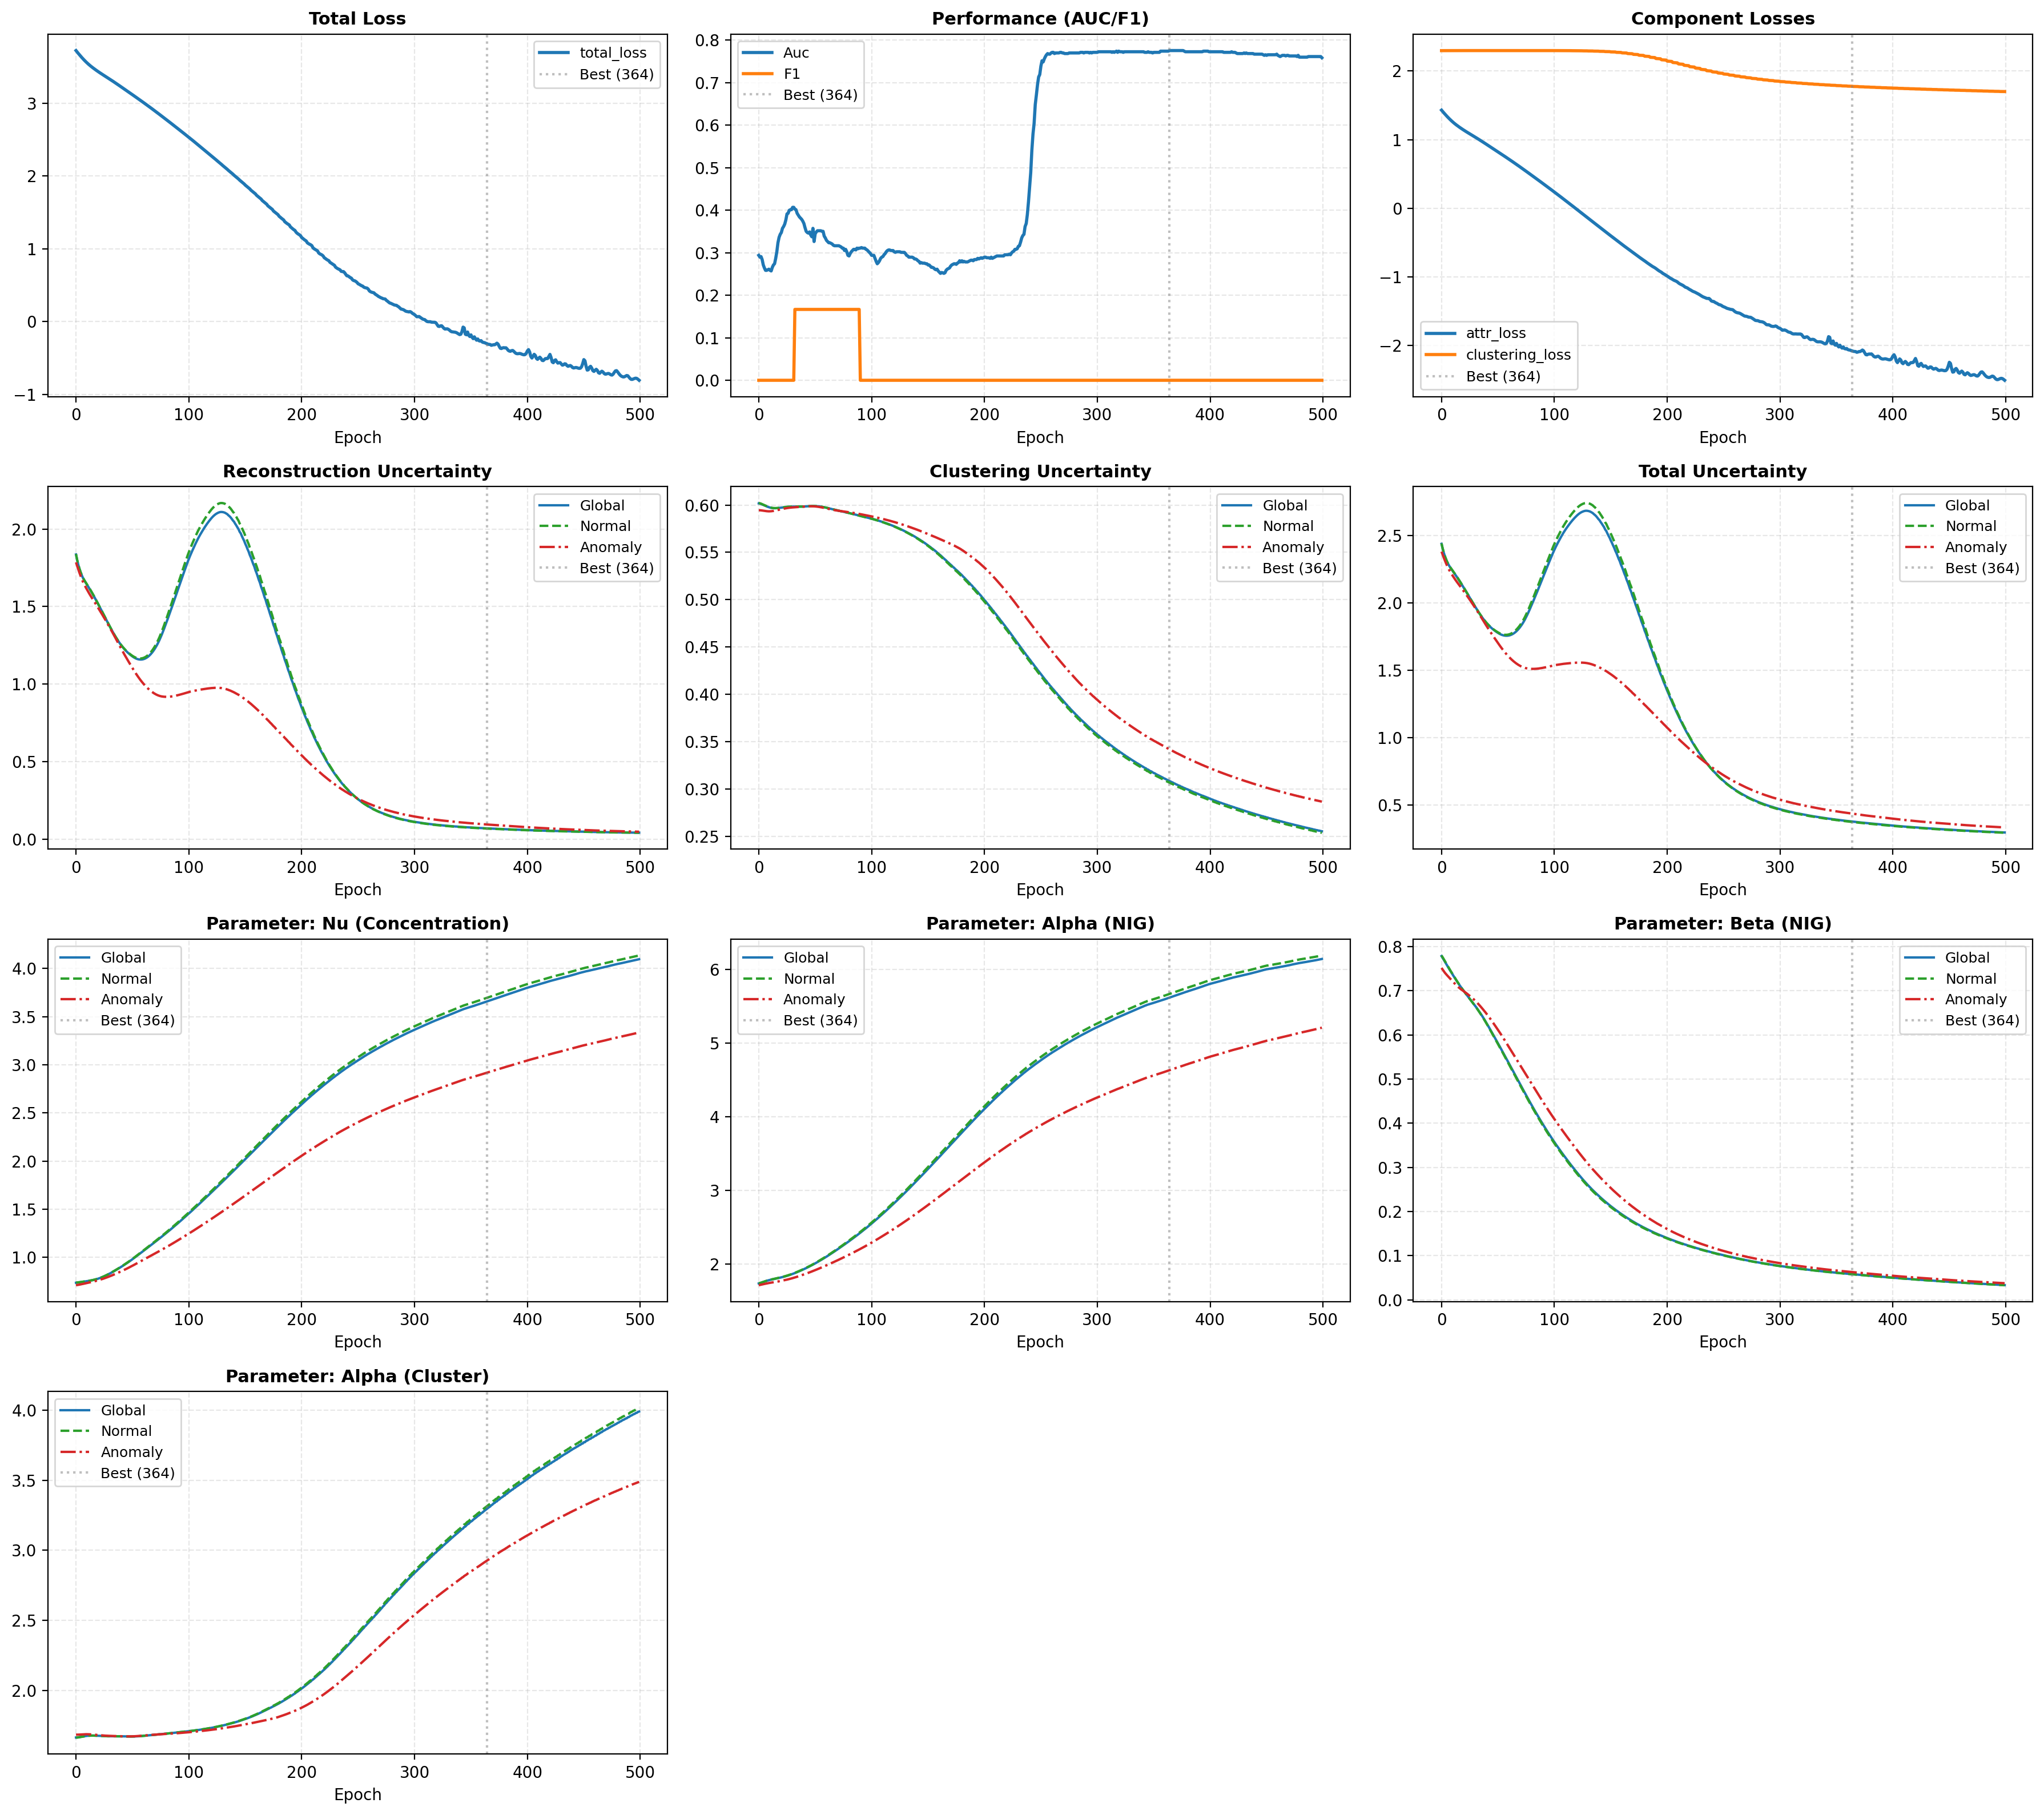 Total Loss
total_loss
Best (364)
3
2
1
0
−1
0
100
200
300
400
500
Epoch
Performance (AUC/F1)
Auc
F1
Best (364)
0.8
0.7
0.6
0.5
0.4
0.3
0.2
0.1
0.0
0
100
200
300
400
500
Epoch
Component Losses
2
1
0
−1
−2
attr_loss
clustering_loss
Best (364)
0
100
200
300
400
500
Epoch
Reconstruction Uncertainty
Global
Normal
Anomaly
Best (364)
2.0
1.5
1.0
0.5
0.0
0
100
200
300
400
500
Epoch
Clustering Uncertainty
Global
Normal
Anomaly
Best (364)
0.60
0.55
0.50
0.45
0.40
0.35
0.30
0.25
0
100
200
300
400
500
Epoch
Total Uncertainty
Global
Normal
Anomaly
Best (364)
2.5
2.0
1.5
1.0
0.5
0
100
200
300
400
500
Epoch
Parameter: Nu (Concentration)
Global
Normal
Anomaly
Best (364)
4.0
3.5
3.0
2.5
2.0
1.5
1.0
0
100
200
300
400
500
Epoch
Parameter: Alpha (NIG)
Global
Normal
Anomaly
Best (364)
6
5
4
3
2
0
100
200
300
400
500
Epoch
Parameter: Beta (NIG)
Global
Normal
Anomaly
Best (364)
0.8
0.7
0.6
0.5
0.4
0.3
0.2
0.1
0.0
0
100
200
300
400
500
Epoch
Parameter: Alpha (Cluster)
Global
Normal
Anomaly
Best (364)
4.0
3.5
3.0
2.5
2.0
0
100
200
300
400
500
Epoch